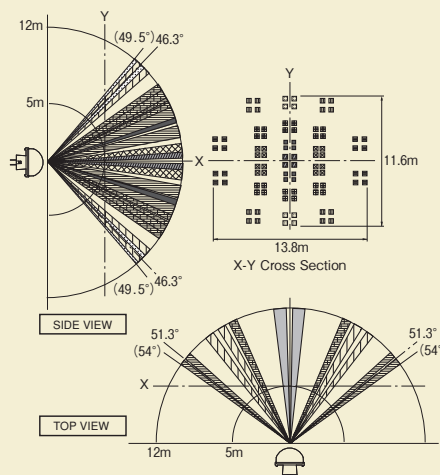 Y
12m
(49.5°) 46.3°
5m
X
46.3°
(49.5°)
SIDE VIEW
Y
X
11.6m
13.8m
X-Y Cross Section
51.3°
(54°)
51.3°
(54°)
X
TOP VIEW
12m
5m